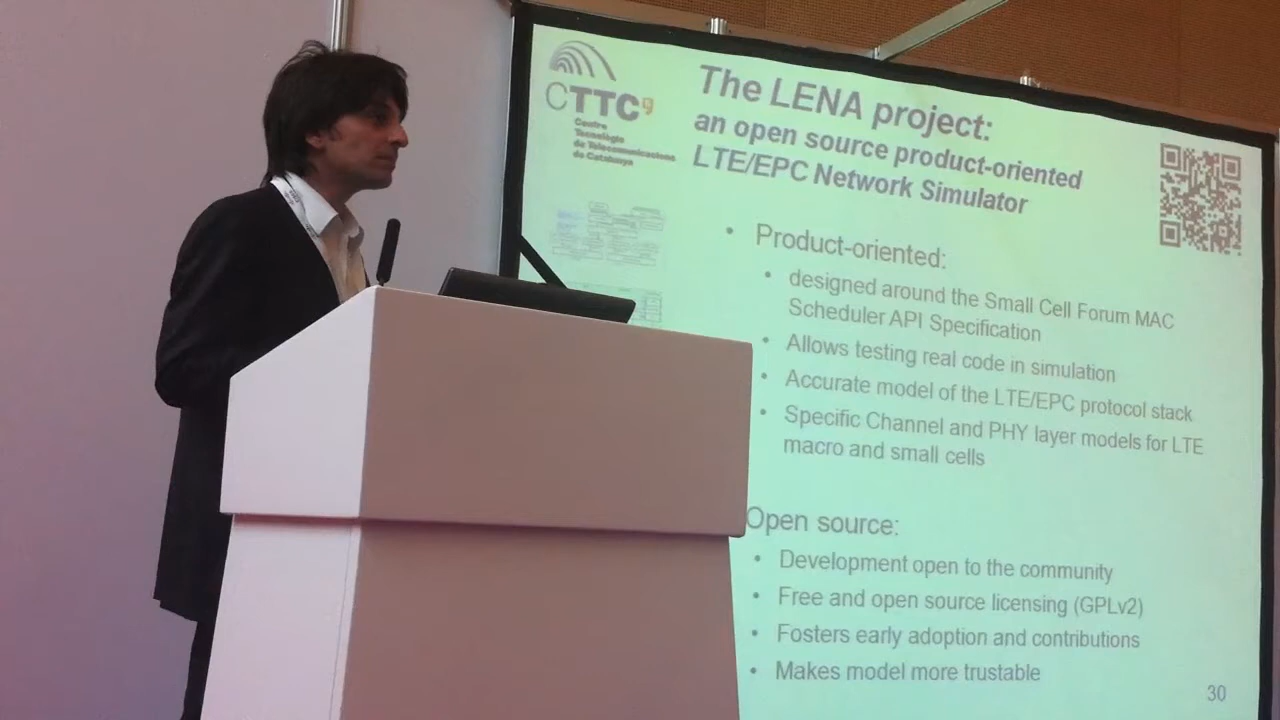 CTTC9
Centre
Tecnològic
de Telecomunicacions
de Catalunya
The LENA project:
an open source product-oriented
LTE/EPC Network Simulator
• Product-oriented:
• designed around the Small Cell Forum MAC
Scheduler API Specification
• Allows testing real code in simulation
• Accurate model of the LTE/EPC protocol stack
• Specific Channel and PHY layer models for LTE
macro and small cells
Open source:
• Development open to the community
• Free and open source licensing (GPLv2)
• Fosters early adoption and contributions
• Makes model more trustable
30